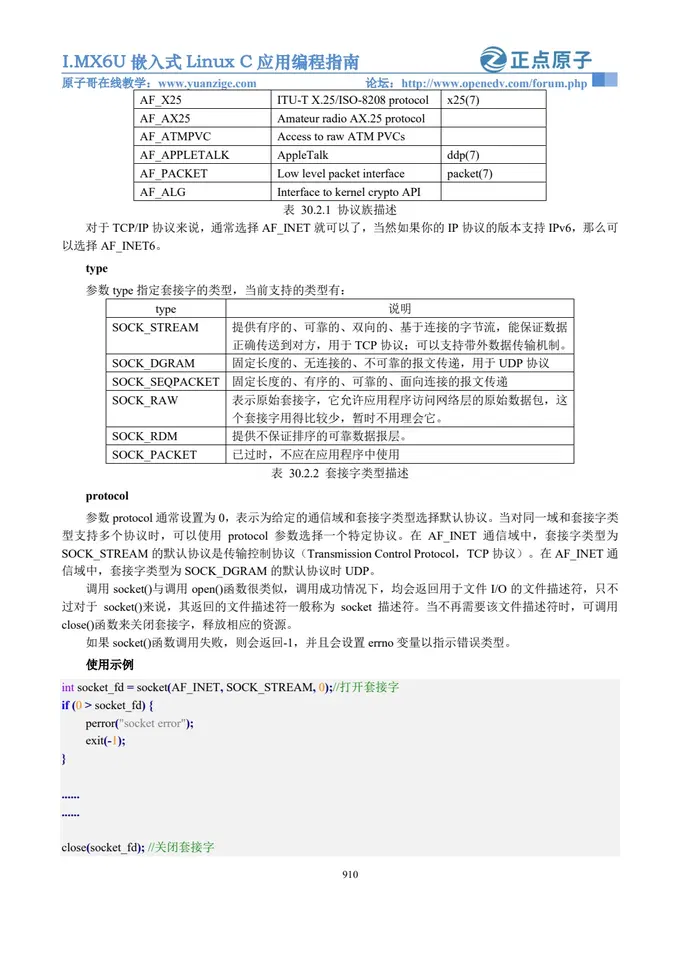 I.MX6U 嵌入式 Linux C 应用编程指南
正点原子
原子哥在线教学：www.yuanzige.com 论坛：http://www.openedv.com/forum.php
AF_X25 ITU-T X.25/ISO-8208 protocol x25(7)
AF_AX25 Amateur radio AX.25 protocol
AF_ATMPVC Access to raw ATM PVCs
AF_APPLETALK AppleTalk ddp(7)
AF_PACKET Low level packet interface packet(7)
AF_ALG Interface to kernel crypto API
表 30.2.1 协议族描述
对于 TCP/IP 协议来说，通常选择 AF_INET 就可以了，当然如果你的 IP 协议的版本支持 IPv6，那么可
以选择 AF_INET6。
type
参数 type 指定套接字的类型，当前支持的类型有：
type 说明
SOCK_STREAM 提供有序的、可靠的、双向的、基于连接的字节流，能保证数据
正确传送到对方，用于 TCP 协议；可以支持带外数据传输机制。
SOCK_DGRAM 固定长度的、无连接的、不可靠的报文传递，用于 UDP 协议
SOCK_SEQPACKET 固定长度的、有序的、可靠的、面向连接的报文传递
SOCK_RAW 表示原始套接字，它允许应用程序访问网络层的原始数据包，这
个套接字用得比较少，暂时不用理会它。
SOCK_RDM 提供不保证排序的可靠数据报层。
SOCK_PACKET 已过时，不应在应用程序中使用
表 30.2.2 套接字类型描述
protocol
参数 protocol 通常设置为 0，表示为给定的通信域和套接字类型选择默认协议。当对同一域和套接字类
型支持多个协议时，可以使用 protocol 参数选择一个特定协议。在 AF_INET 通信域中，套接字类型为
SOCK_STREAM 的默认协议是传输控制协议（Transmission Control Protocol，TCP 协议）。在 AF_INET 通
信域中，套接字类型为 SOCK_DGRAM 的默认协议时 UDP。
调用 socket()与调用 open()函数很类似，调用成功情况下，均会返回用于文件 I/O 的文件描述符，只不
过对于 socket()来说，其返回的文件描述符一般称为 socket 描述符。当不再需要该文件描述符时，可调用
close()函数来关闭套接字，释放相应的资源。
如果 socket()函数调用失败，则会返回-1，并且会设置 errno 变量以指示错误类型。
使用示例
int socket_fd = socket(AF_INET, SOCK_STREAM, 0);//打开套接字
if (0 > socket_fd) {
perror("socket error");
exit(-1);
}
......
......
close(socket_fd); //关闭套接字
910